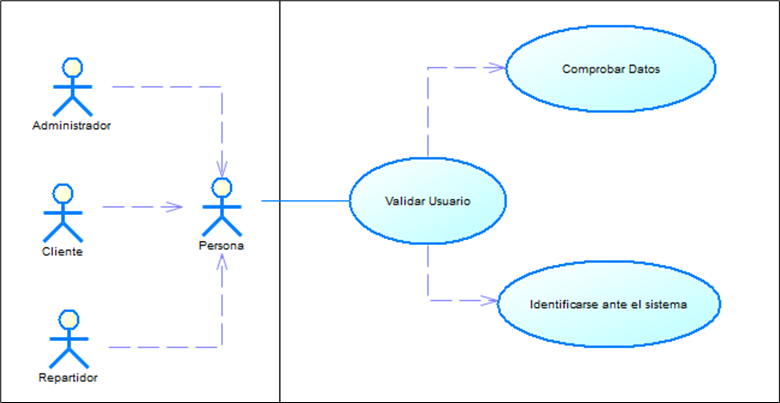 Administrador
Cliente
Repartidor
Persona
Validar Usuario
Comprobar Datos
Identificarse ante el sistema